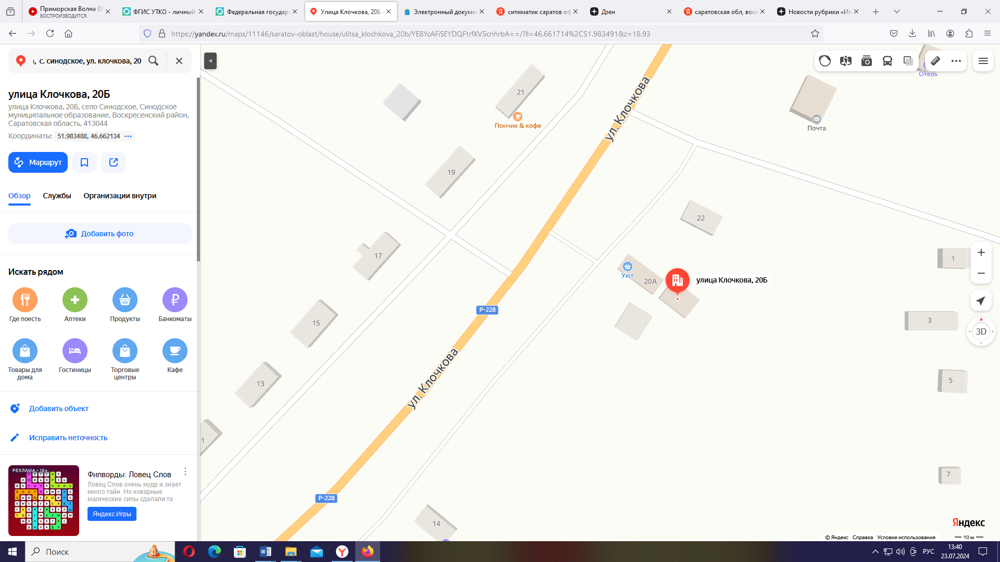 Приморская Волна (У
ВОСПРОИЗВОДИТСЯ
ФГИС УТКО - личный
Федеральная государс
Улица Клочкова, 20Б –
Электронный докумен
ситиматик саратов оф
Дзен
саратовская обл, воск
Новости рубрики «Ин
https://yandex.ru/maps/11146/saratov-oblast/house/ulitsa_klochkova_20b/YE8YcAFiSEYDQFtrfXV5cnhrbA==/?ll=46.661714%2C51.983491&z=18.93
, с. синодское, ул. клочкова, 20
улица Клочкова, 20Б
улица Клочкова, 20Б, село Синодское, Синодское
муниципальное образование, Воскресенский район,
Саратовская область, 413044
Координаты: 51.983488, 46.662134
Маршрут
Обзор Службы Организации внутри
Добавить фото
Искать рядом
Где поесть Аптеки Продукты Банкоматы
Товары для дома Гостиницы Торговые центры Кафе
Добавить объект
Исправить неточность
РЕКЛАМА • 16+
Филворды: Ловец Слов
Ловец Слов очень мудр и знает
много тайн. Но коварные
магические силы сделали та
Яндекс Игры
Отель
21
Пончик & кофе
ул. Клочкова
Почта
19
22
17
1
Уют
20А
улица Клочкова, 20Б
Р-228
15
3
3D
ул. Клочкова
13
5
1
7
Р-228
14
Яндекс
© Яндекс Справка Условия использования
10 м
Поиск
РУС
13:40
23.07.2024